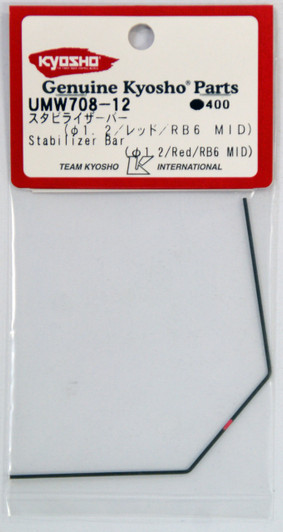 KYOSHO
Genuine Kyosho® Parts
UMW708-12 ●400
スタビライザーバー
(φ1.2/レッド/RB6 MID)
Stabilizer Bar
(φ1.2/Red/RB6 MID)
TEAM KYOSHO K INTERNATIONAL